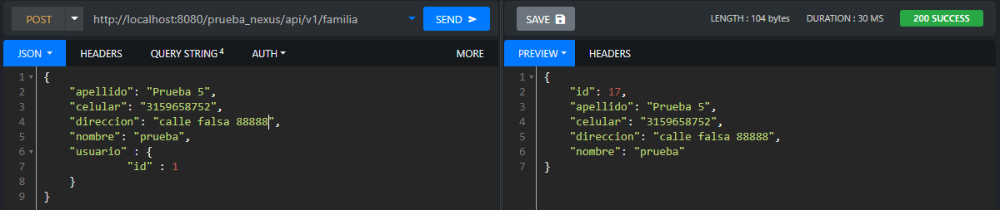 POST http://localhost:8080/prueba_nexus/api/v1/familia SEND
JSON HEADERS QUERY STRING 4 AUTH MORE
1 {
2 "apellido": "Prueba 5",
3 "celular": "3159658752",
4 "direccion": "calle falsa 88888",
5 "nombre": "prueba",
6 "usuario" : {
7 "id" : 1
8 }
9 }
SAVE LENGTH : 104 bytes DURATION : 30 MS 200 SUCCESS
PREVIEW HEADERS
1 {
2 "id": 17,
3 "apellido": "Prueba 5",
4 "celular": "3159658752",
5 "direccion": "calle falsa 88888",
6 "nombre": "prueba"
7 }